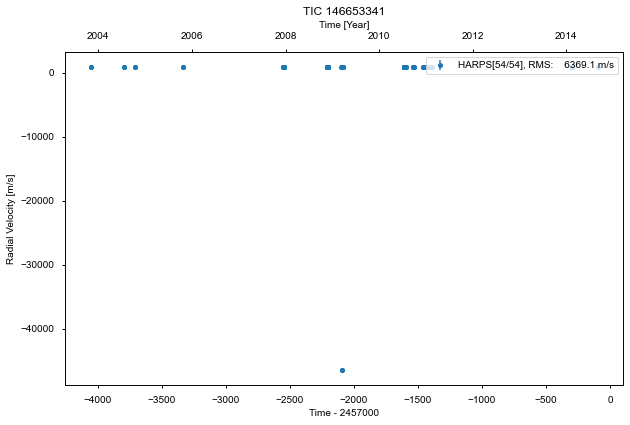 TIC 146653341
Time [Year]
2004 2006 2008 2010 2012 2014
HARPS[54/54], RMS: 6369.1 m/s
0
−10000
−20000
−30000
−40000
Radial Velocity [m/s]
−4000 −3500 −3000 −2500 −2000 −1500 −1000 −500 0
Time - 2457000